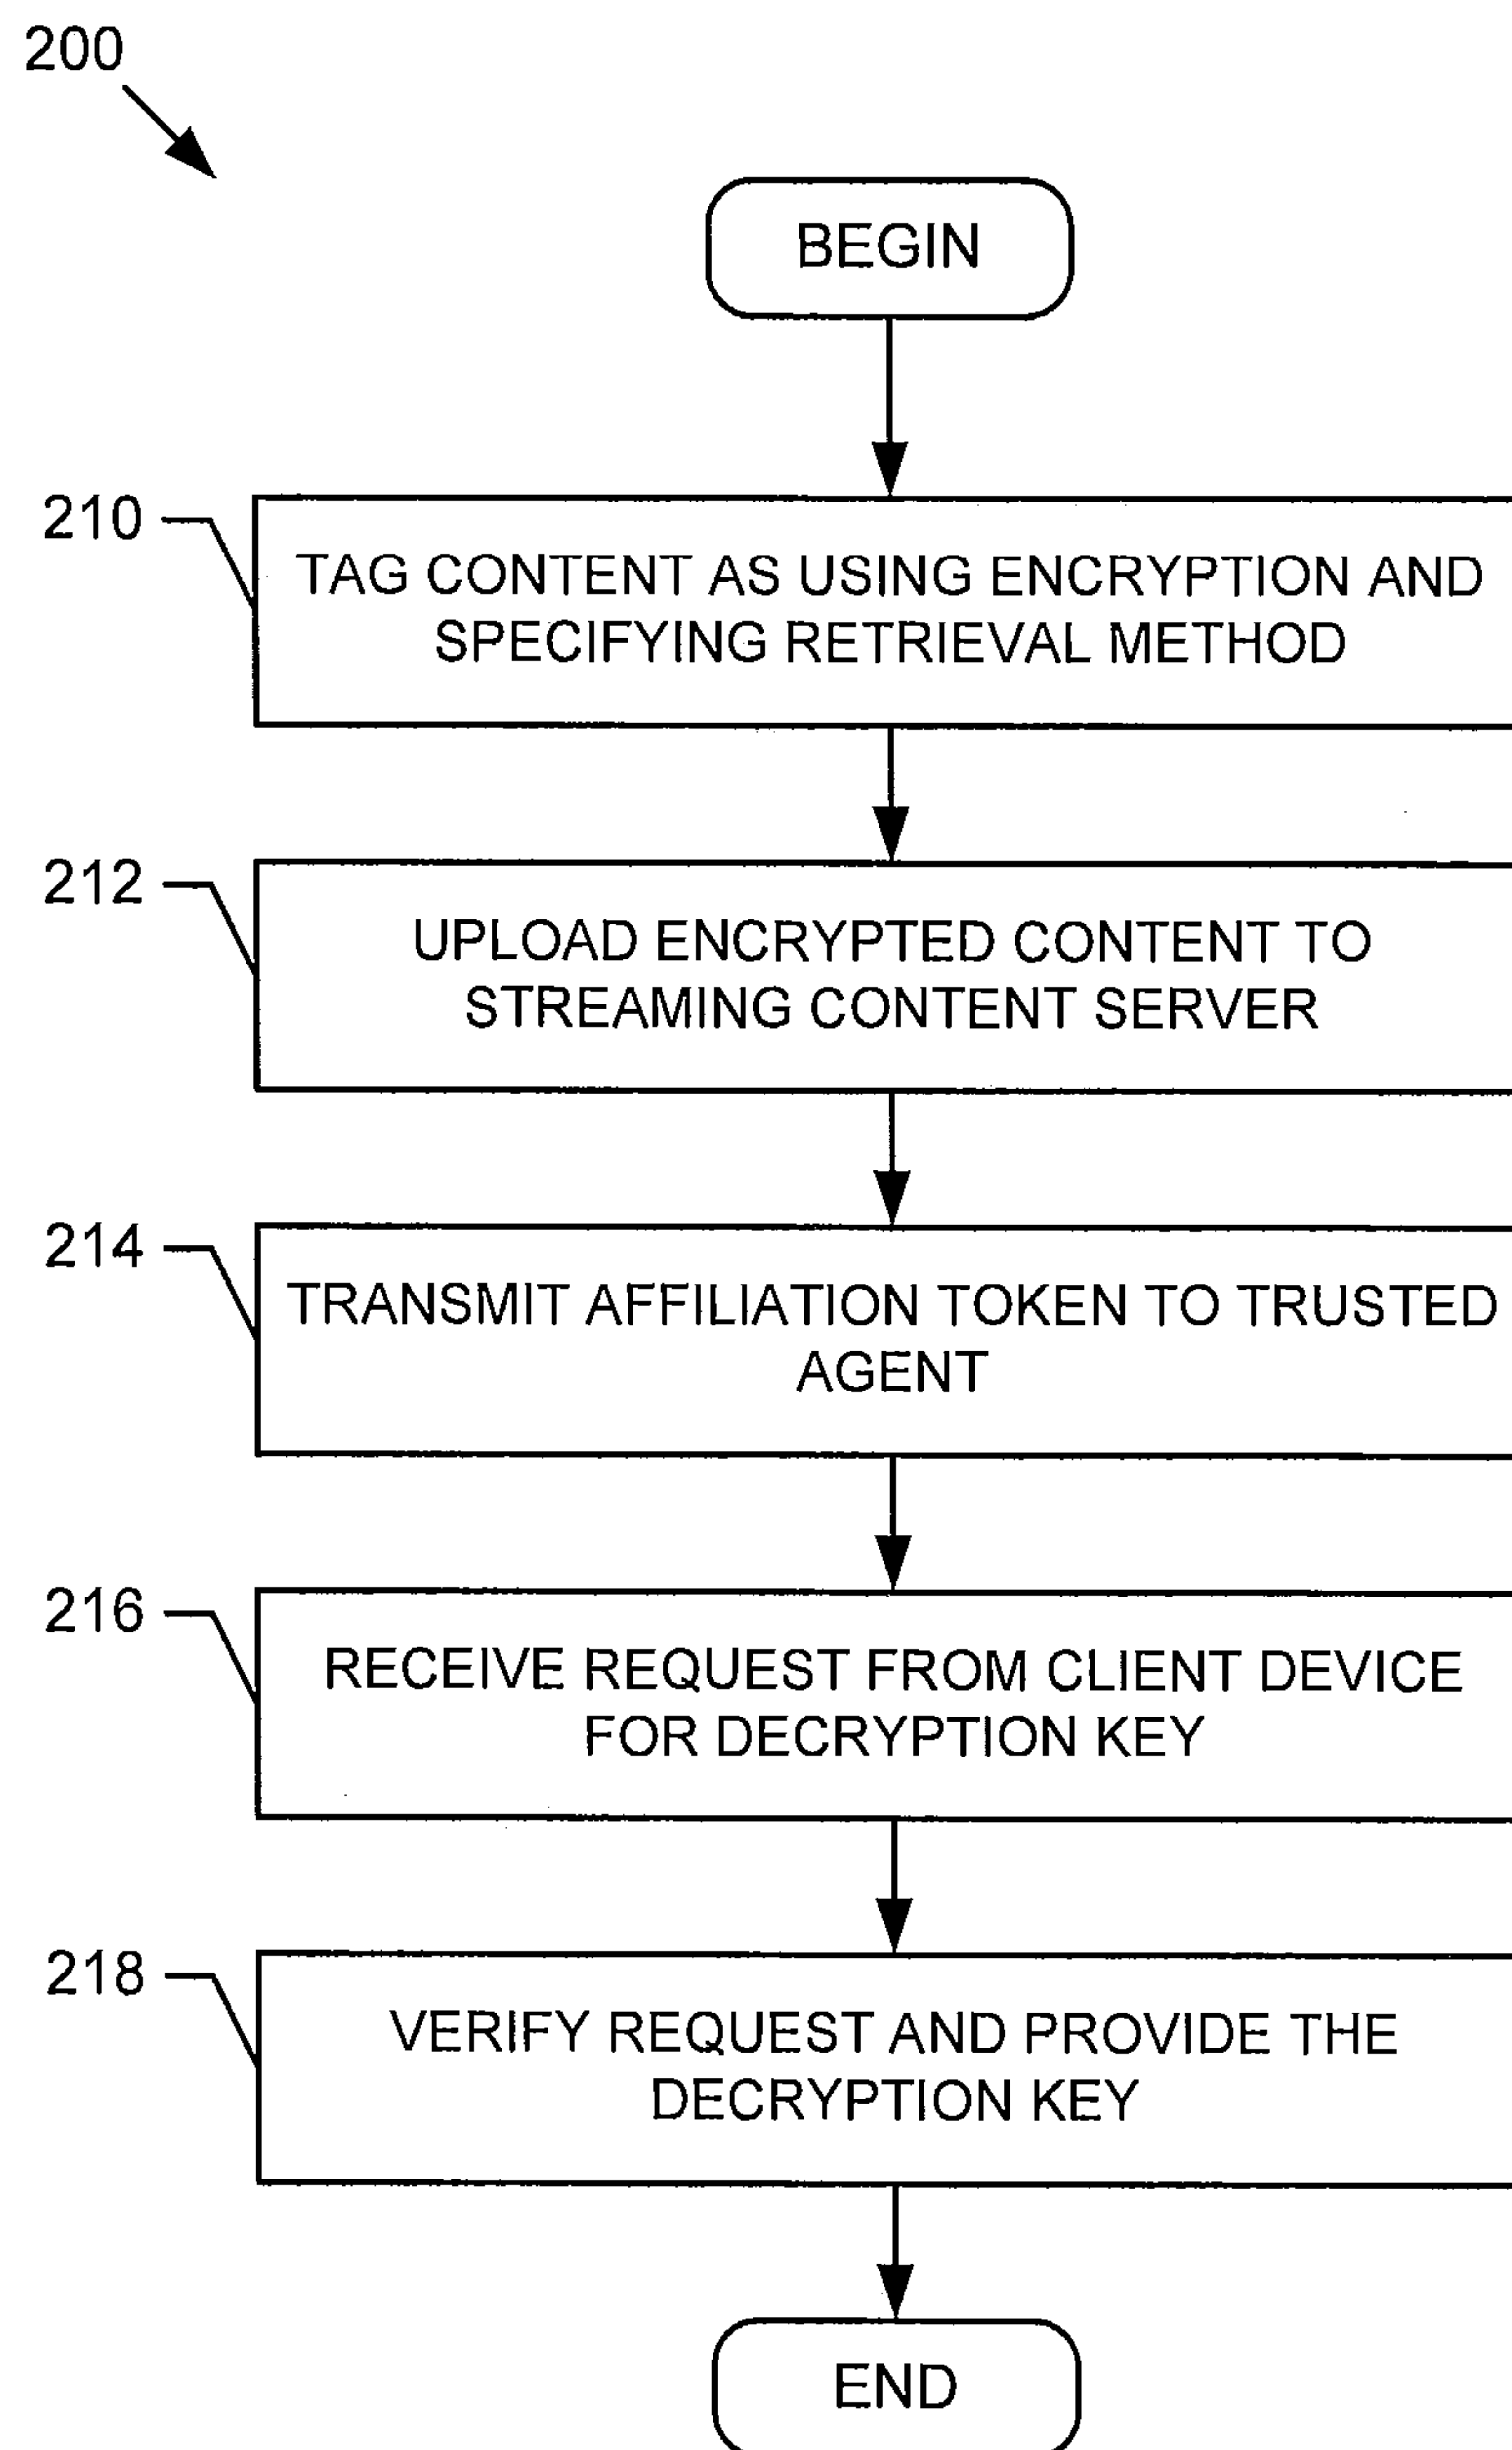 200
BEGIN
210
TAG CONTENT AS USING ENCRYPTION AND
SPECIFYING RETRIEVAL METHOD
212
UPLOAD ENCRYPTED CONTENT TO
STREAMING CONTENT SERVER
214
TRANSMIT AFFILIATION TOKEN TO TRUSTED
AGENT
216
RECEIVE REQUEST FROM CLIENT DEVICE
FOR DECRYPTION KEY
218
VERIFY REQUEST AND PROVIDE THE
DECRYPTION KEY
END